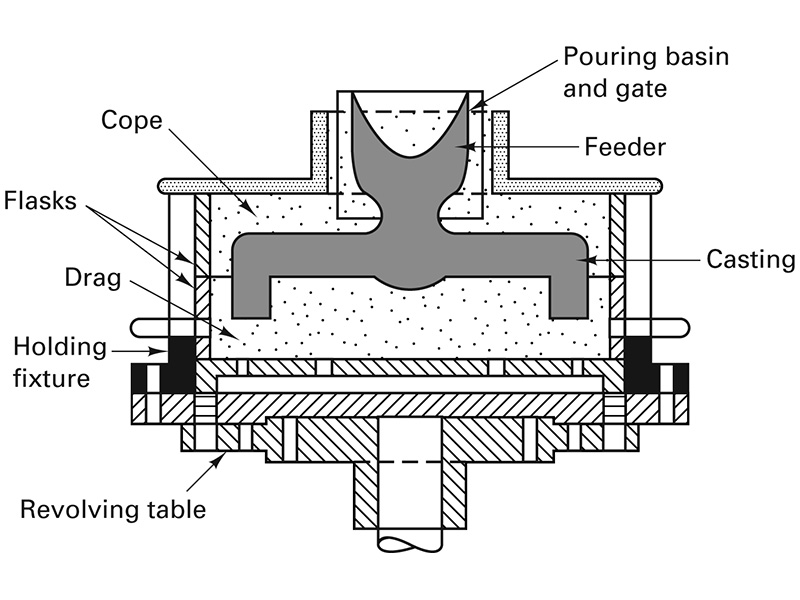 Pouring basin
and gate
Cope
Feeder
Flasks
Casting
Drag
Holding
fixture
Revolving table